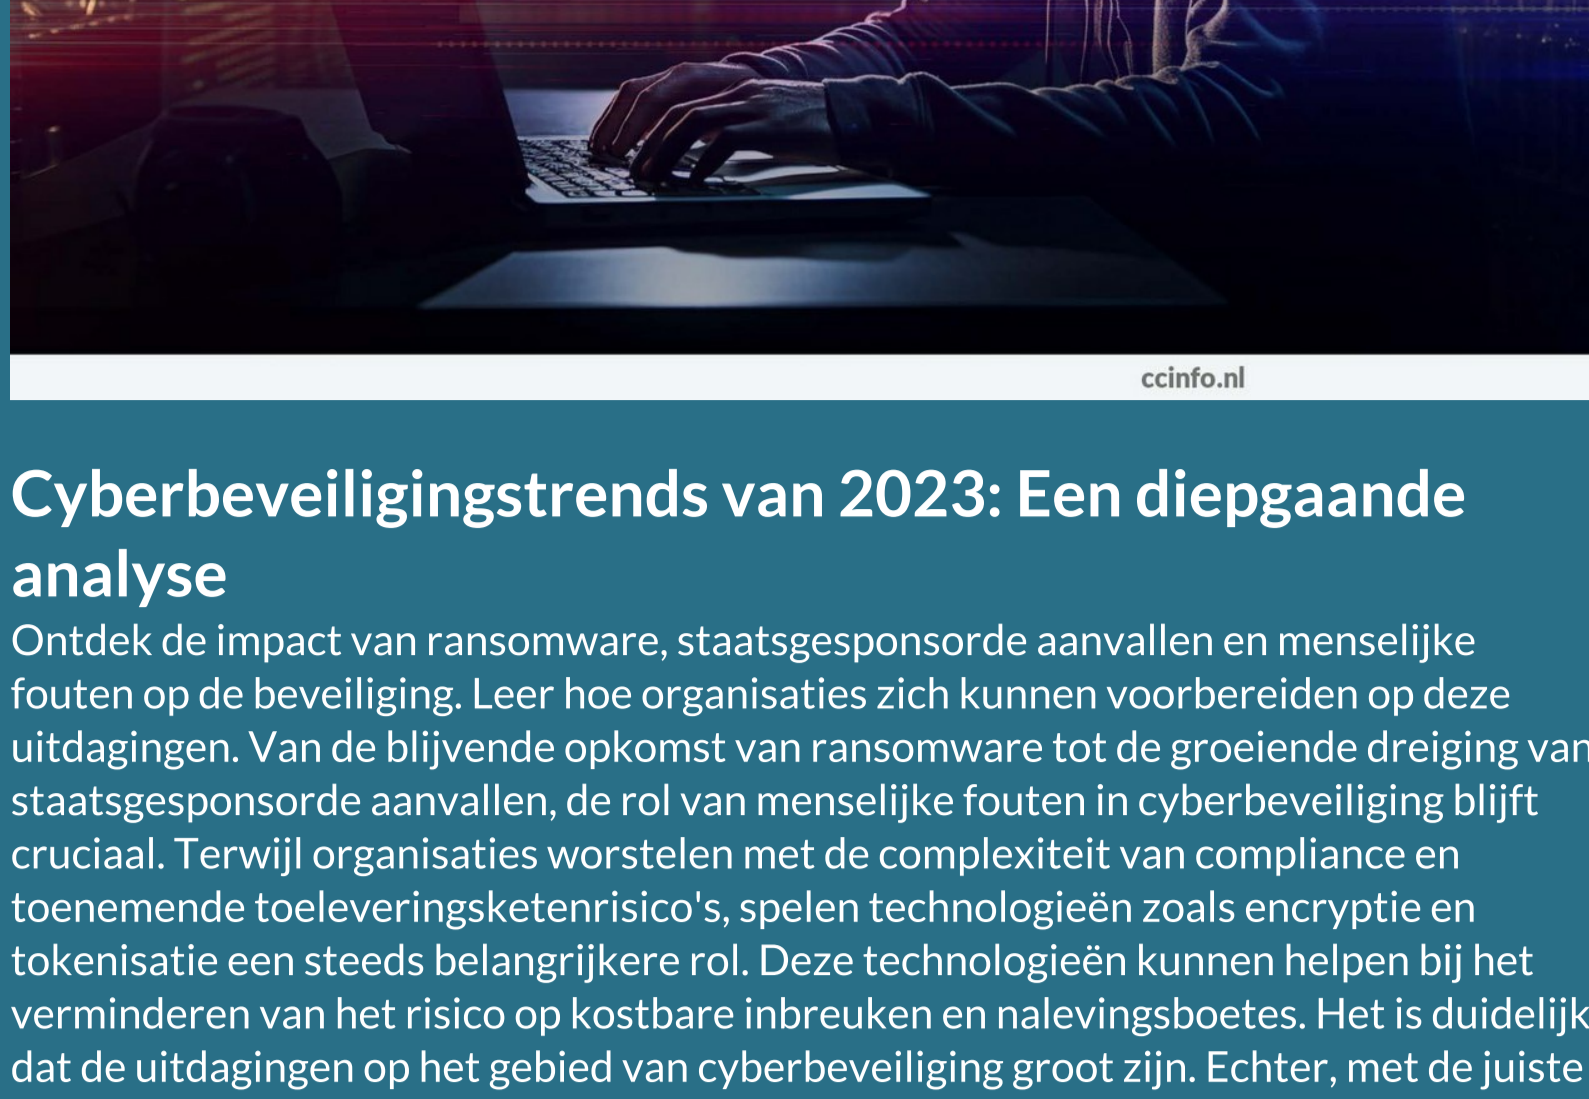 ccinfo.nl
Cyberbeveiligingstrends van 2023: Een diepgaande
analyse
Ontdek de impact van ransomware, staatsgesponsorde aanvallen en menselijke
fouten op de beveiliging. Leer hoe organisaties zich kunnen voorbereiden op deze
uitdagingen. Van de blijvende opkomst van ransomware tot de groeiende dreiging van
staatsgesponsorde aanvallen, de rol van menselijke fouten in cyberbeveiliging blijft
cruciaal. Terwijl organisaties worstelen met de complexiteit van compliance en
toenemende toeleveringsketenrisico's, spelen technologieën zoals encryptie en
tokenisatie een steeds belangrijkere rol. Deze technologieën kunnen helpen bij het
verminderen van het risico op kostbare inbreuken en nalevingsboetes. Het is duidelijk
dat de uitdagingen op het gebied van cyberbeveiliging groot zijn. Echter, met de juiste